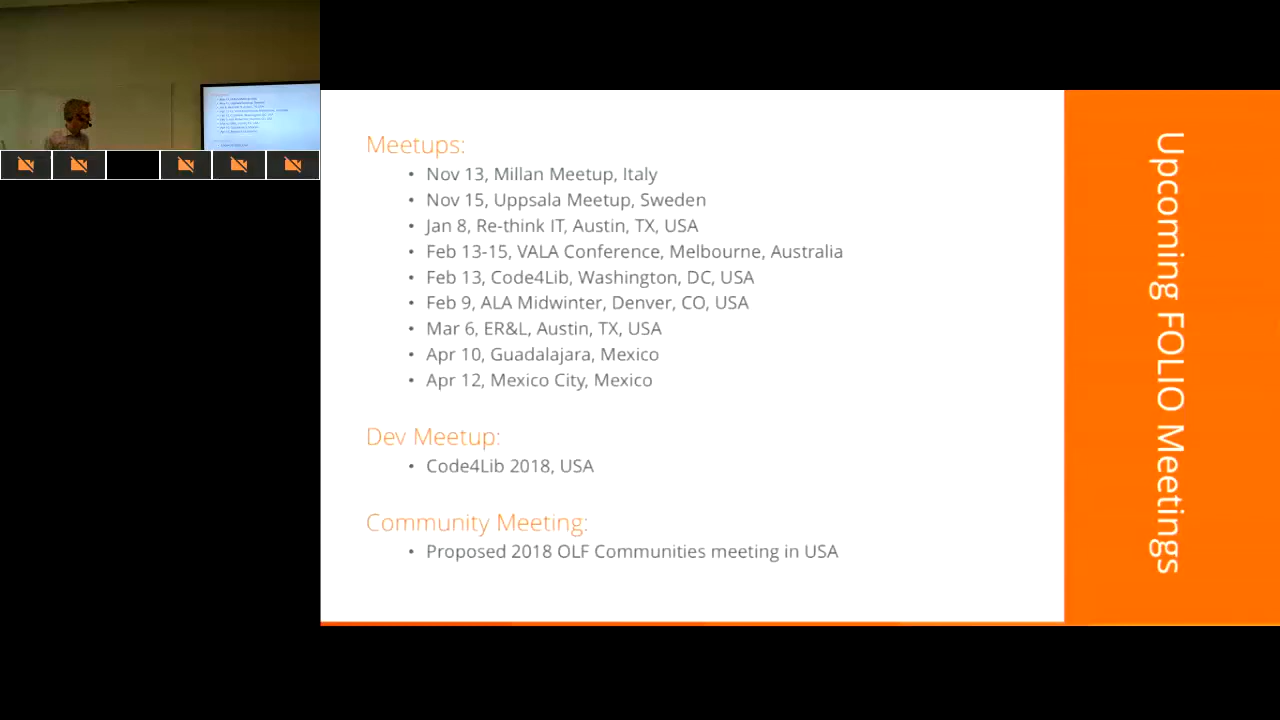 Meetups:
• Nov 13, Millan Meetup, Italy
• Nov 15, Uppsala Meetup, Sweden
• Jan 8, Re-think IT, Austin, TX, USA
• Feb 13-15, VALA Conference, Melbourne, Australia
• Feb 13, Code4Lib, Washington, DC, USA
• Feb 9, ALA Midwinter, Denver, CO, USA
• Mar 6, ER&L, Austin, TX, USA
• Apr 10, Guadalajara, Mexico
• Apr 12, Mexico City, Mexico
Dev Meetup:
• Code4Lib 2018, USA
Community Meeting:
• Proposed 2018 OLF Communities meeting in USA
Upcoming FOLIO Meetings